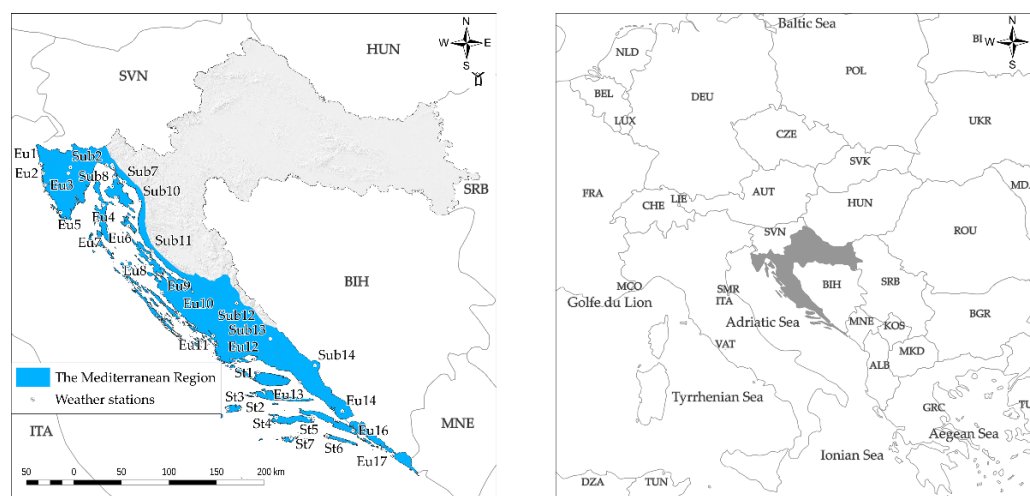 HUN
N
W E
S
SVN
Eu1
Sub2
Eu2
Sub8
Sub7
Eu3
Sub10
SRB
Eu5
Eu4
Eu7
Eu6
Sub11
Eu8
BIH
Eu9
Eu10
Sub12
Sub13
Eu11
Eu12
Sub14
St1
The Mediterranean Region
St3
Eu13
Weather stations
St2
Eu14
ITA
St4
St5
Eu16
MNE
St7
St6
Eu17
50 0 50 100 150 200 km
Baltic Sea
N
W E
S
NLD
BI
POL
BEL
DEU
LUX
UKR
CZE
SVK
MD
FRA
AUT
LIE
CHE
HUN
SVN
ROU
MCO
SMR
BIH
SRB
ITA
Golfe du Lion
Adriatic Sea
MNE
KOS
BGR
VAT
MKD
ALB
Tyrrhenian Sea
GRC
TU
Aegean Sea
Ionian Sea
DZA
TUN